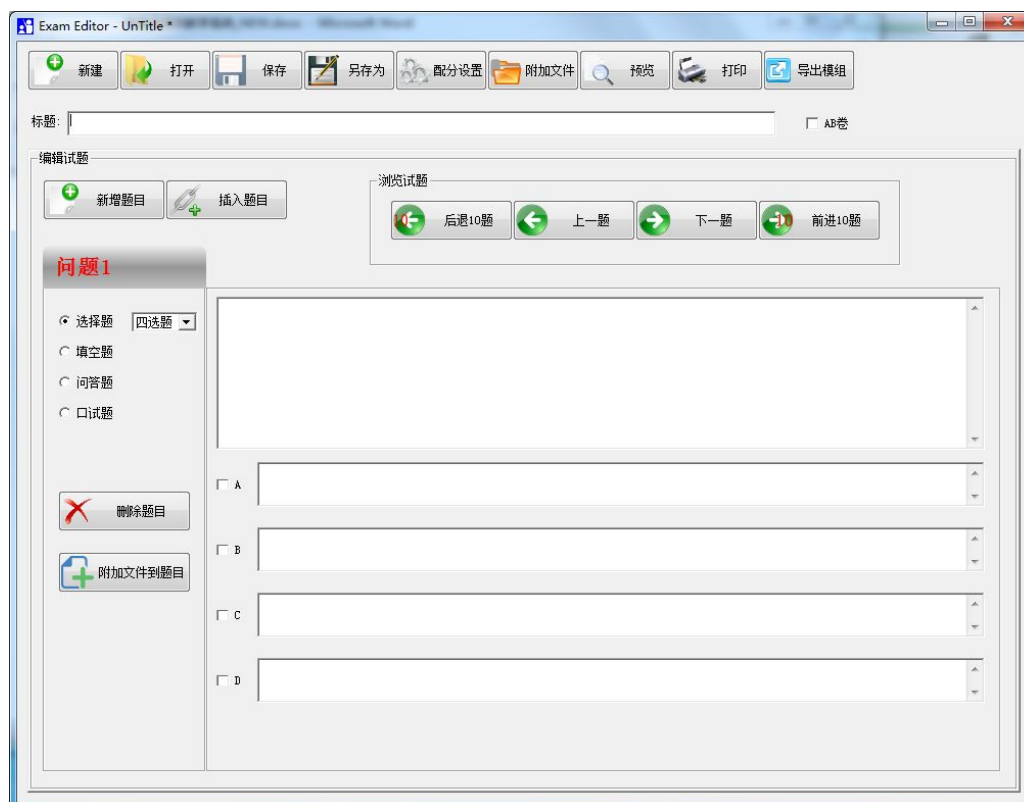 Exam Editor - UnTitle *
Microsoft Word
新建 打开 保存 另存为 配分设置 附加文件 预览 打印 导出模组
标题: AB卷
编辑试题
新增题目 插入题目
浏览试题
10 后退10题 上一题 下一题 10 前进10题
问题1
选择题 四选题
填空题
问答题
口试题
A
删除题目
B
附加文件到题目
C
D